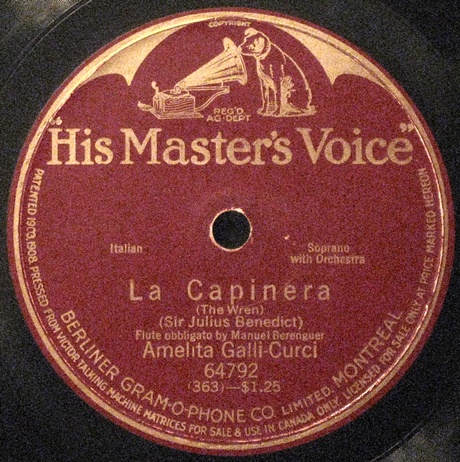 COPYRIGHT
REG'D
AG·DEPT
"His Master's Voice"
Italian
Soprano
with Orchestra
La Capinera
(The Wren)
(Sir Julius Benedict)
Flute obbligato by Manuel Berenguer
Amelita Galli-Curci
64792
(363)—$1.25
BERLINER GRAM-O-PHONE CO. LIMITED, MONTREAL
PATENTED 1903, 1908. PRESSED FROM VICTOR TALKING MACHINE MATRICES FOR SALE & USE IN CANADA ONLY. LICENSED FOR SALE ONLY AT PRICE MARKED HEREON